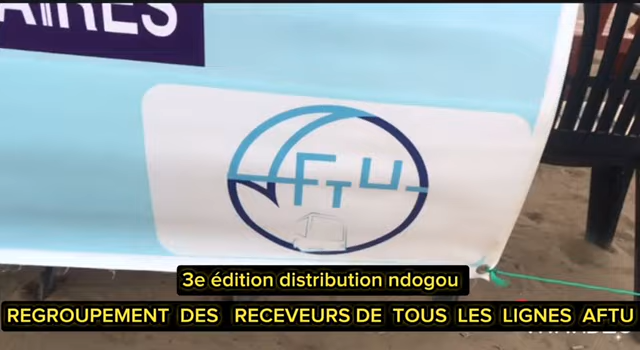 AIRES
AFTU
3e édition distribution ndogou
REGROUPEMENT DES RECEVEURS DE TOUS LES LIGNES AFTU